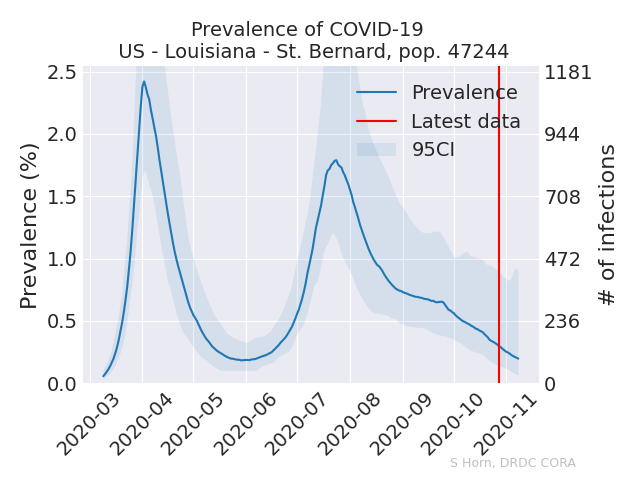 Prevalence of COVID-19
US - Louisiana - St. Bernard, pop. 47244
2.5
2.0
1.5
1.0
0.5
0.0
Prevalence (%)
1181
944
708
472
236
0
# of infections
Prevalence
Latest data
95CI
2020-03
2020-04
2020-05
2020-06
2020-07
2020-08
2020-09
2020-10
2020-11
S Horn, DRDC CORA